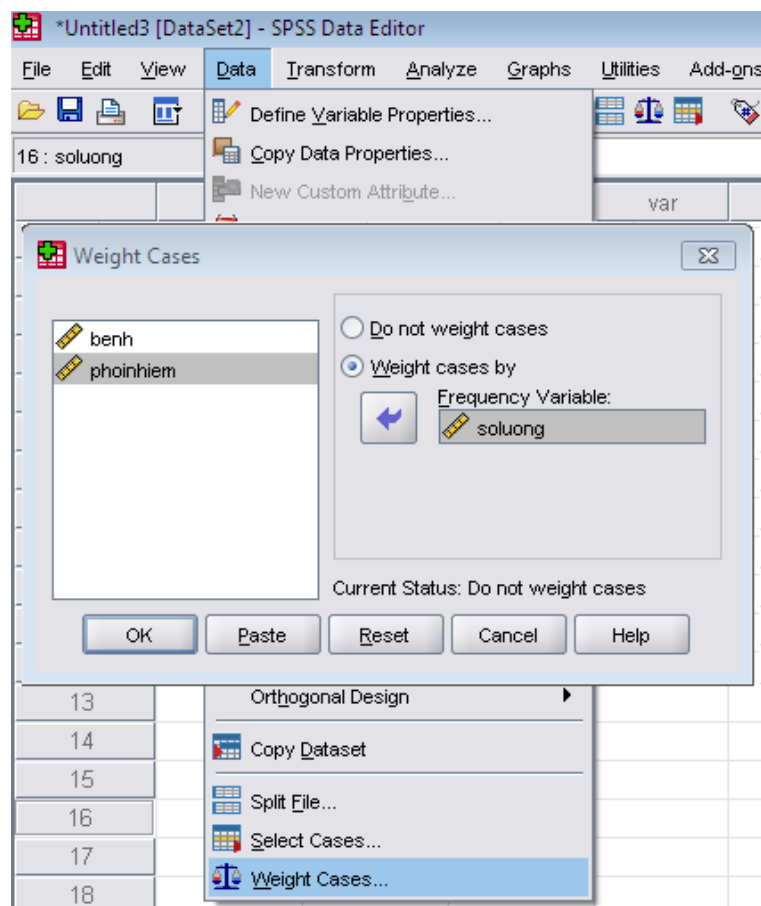 *Untitled3 [DataSet2] - SPSS Data Editor
File Edit View Data Transform Analyze Graphs Utilities Add-ons
Define Variable Properties...
16 : soluong
Copy Data Properties...
New Custom Attribute...
var
Weight Cases
benh
phoinhiem
Do not weight cases
Weight cases by
Frequency Variable:
soluong
Current Status: Do not weight cases
OK Paste Reset Cancel Help
13
Orthogonal Design
14
Copy Dataset
15
Split File...
16
Select Cases...
17
Weight Cases...
18